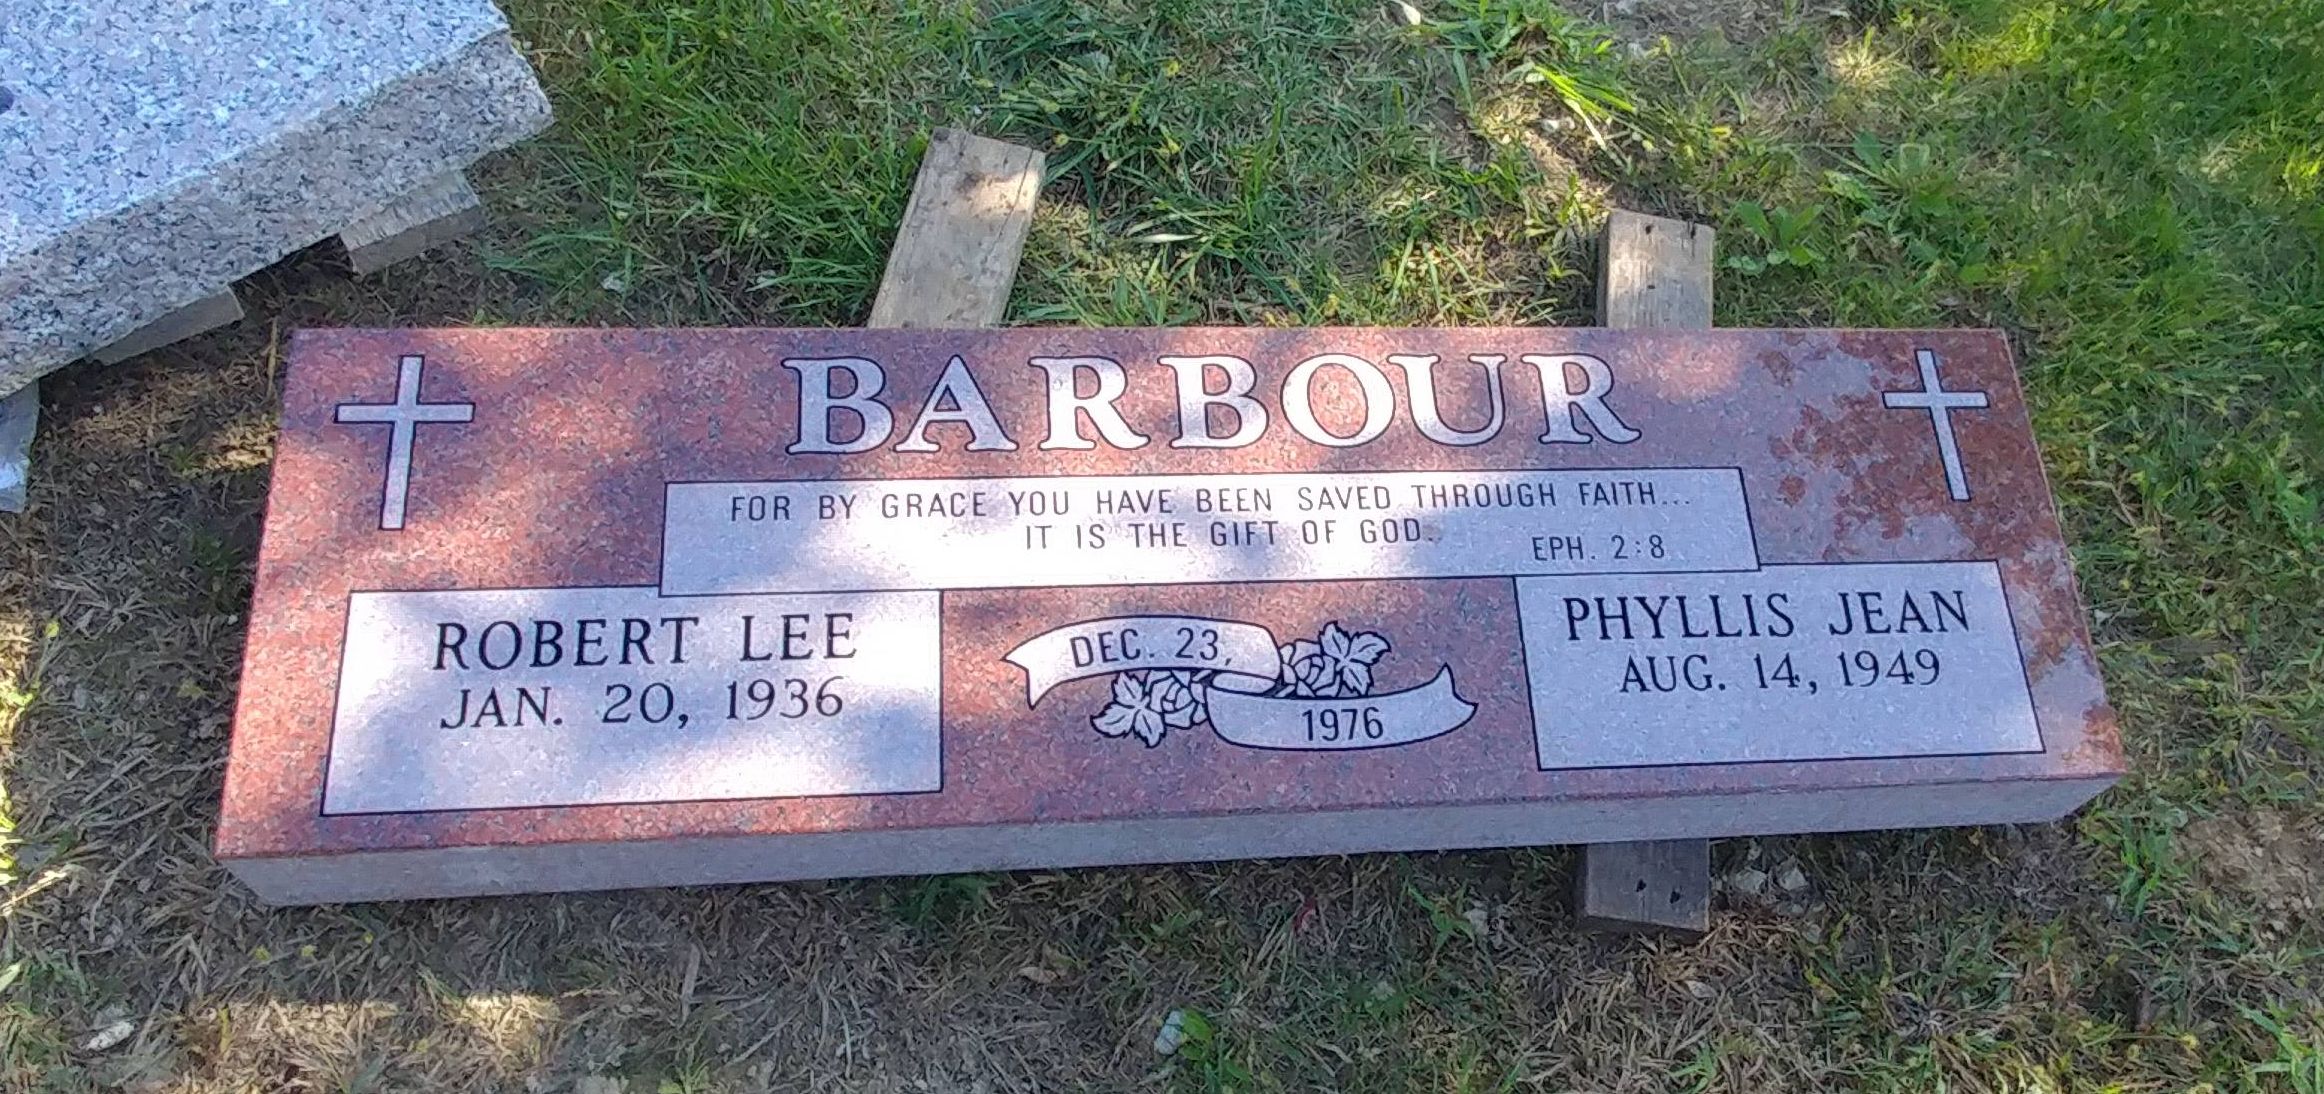 BARBOUR
FOR BY GRACE YOU HAVE BEEN SAVED THROUGH FAITH...
IT IS THE GIFT OF GOD.
EPH. 2:8
ROBERT LEE
JAN. 20, 1936
DEC. 23,
1976
PHYLLIS JEAN
AUG. 14, 1949